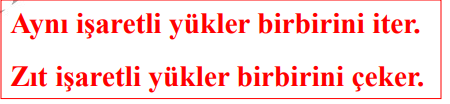 Aynı işaretli yükler birbirini iter.
Zıt işaretli yükler birbirini çeker.